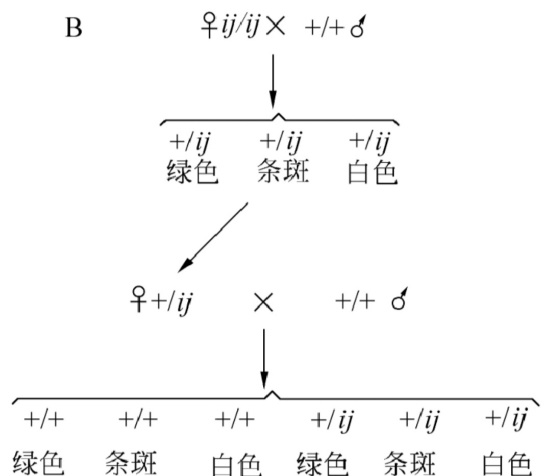 B ♀ij/ij × +/+ ♂
+/ij +/ij +/ij
绿色 条斑 白色
♀+/ij × +/+ ♂
+/+ +/+ +/+ +/ij +/ij +/ij
绿色 条斑 白色 绿色 条斑 白色